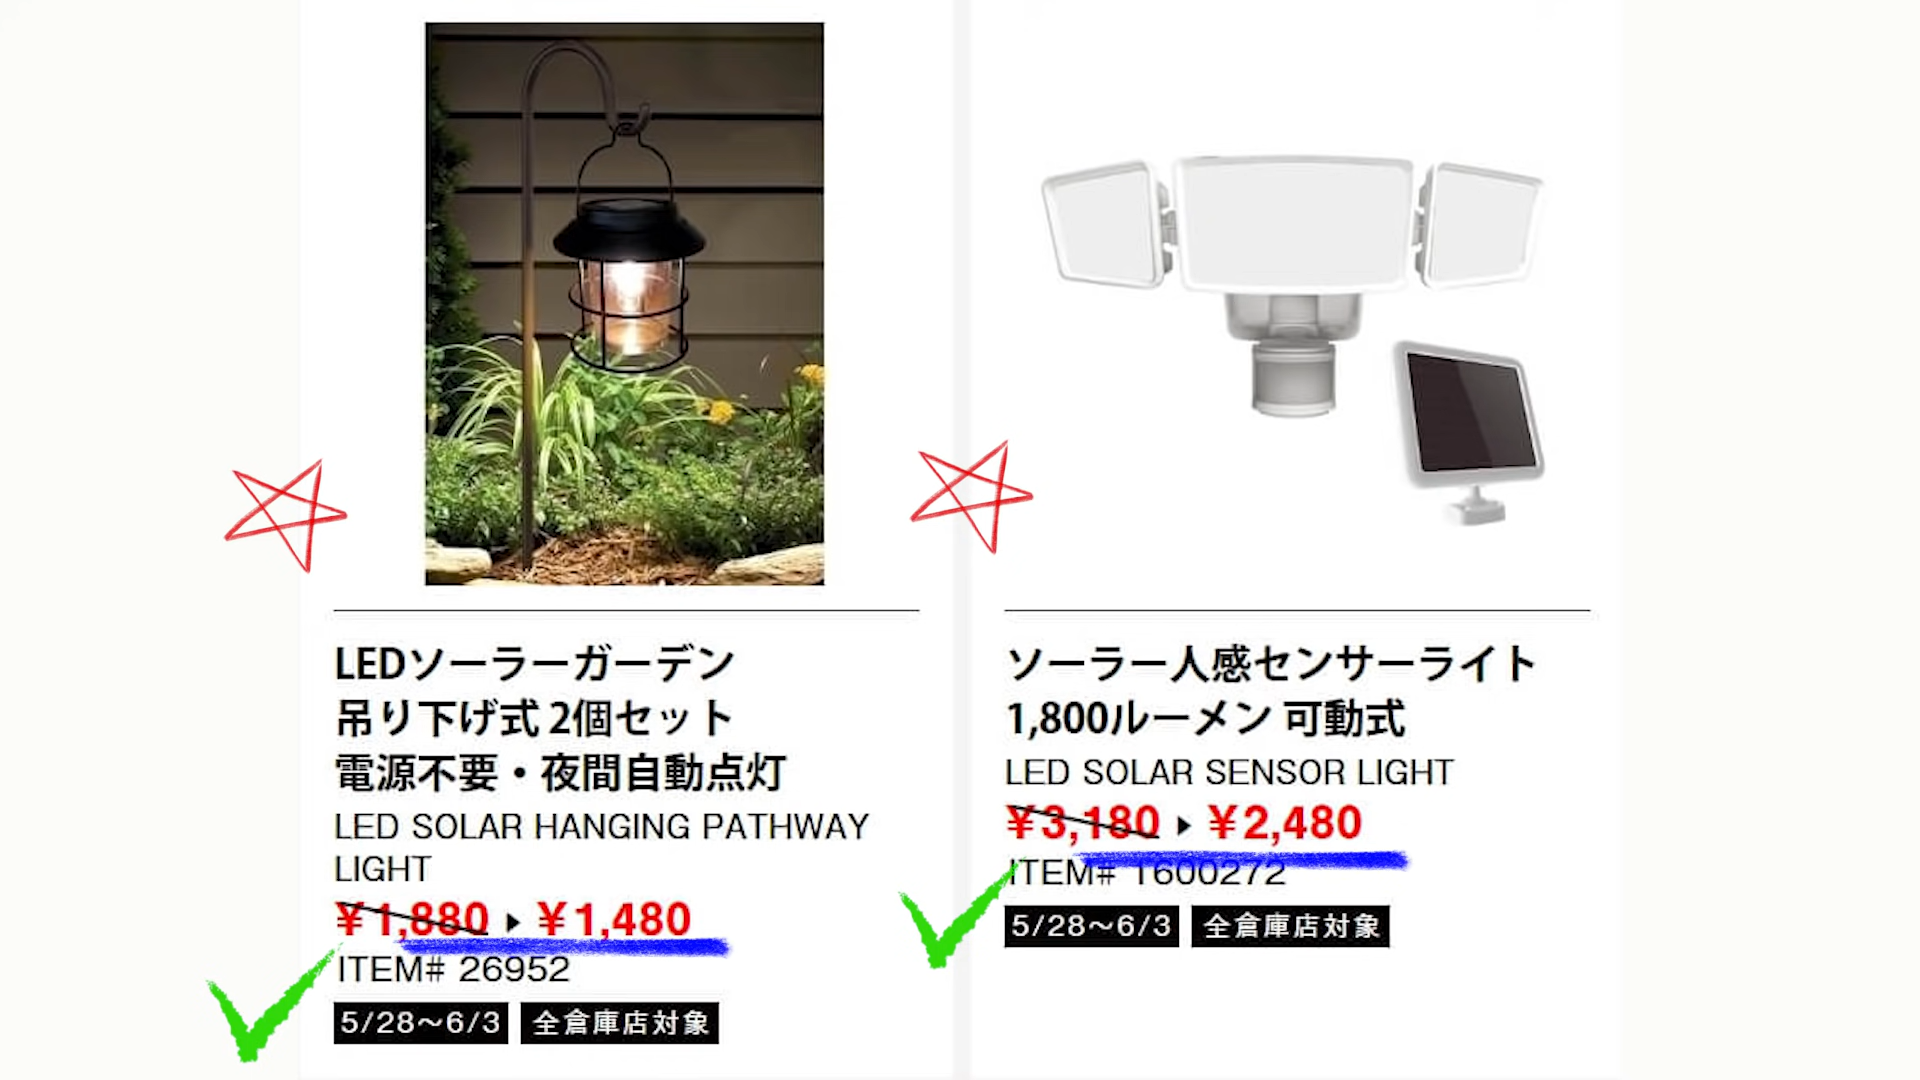 LEDソーラーガーデン
吊り下げ式 2個セット
電源不要・夜間自動点灯
LED SOLAR HANGING PATHWAY
LIGHT
¥1,880 ▶ ¥1,480
ITEM# 26952
5/28～6/3 全倉庫店対象
ソーラー人感センサーライト
1,800ルーメン 可動式
LED SOLAR SENSOR LIGHT
¥3,180 ▶ ¥2,480
ITEM# 1600272
5/28～6/3 全倉庫店対象